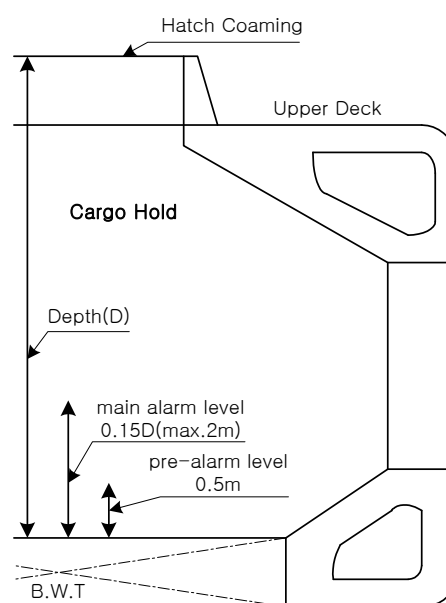 Hatch Coaming
Upper Deck
Cargo Hold
Depth(D)
main alarm level
0.15D(max.2m)
pre-alarm level
0.5m
B.W.T